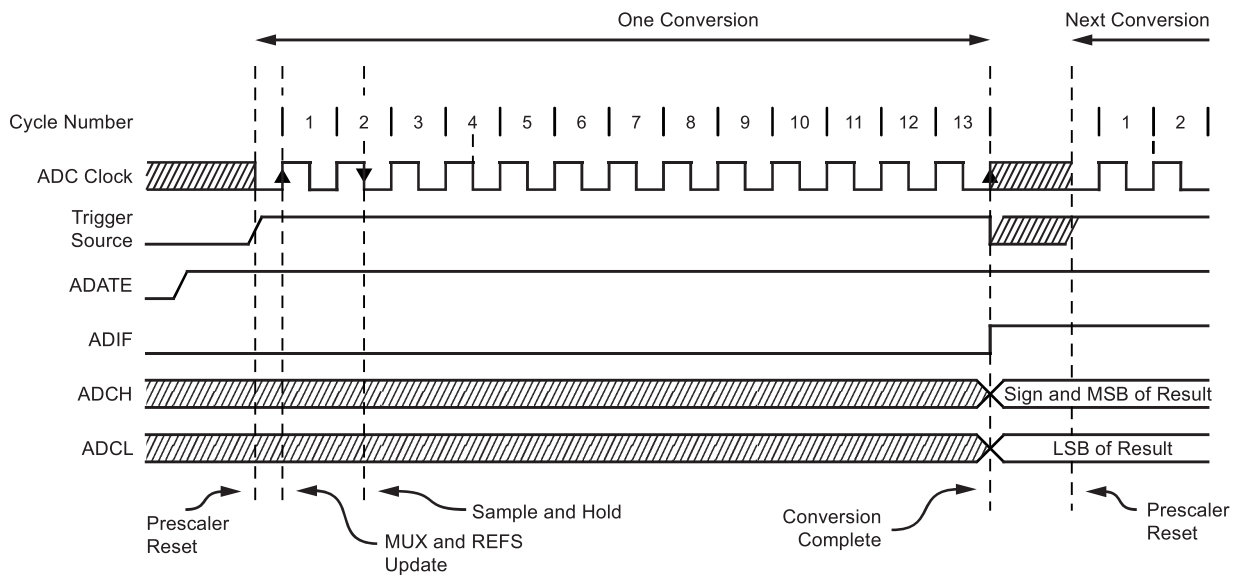 One Conversion
Next Conversion
Cycle Number
1 2 3 4 5 6 7 8 9 10 11 12 13 1 2
ADC Clock
Trigger
Source
ADATE
ADIF
ADCH
Sign and MSB of Result
ADCL
LSB of Result
Prescaler
Reset
MUX and REFS
Update
Sample and Hold
Conversion
Complete
Prescaler
Reset